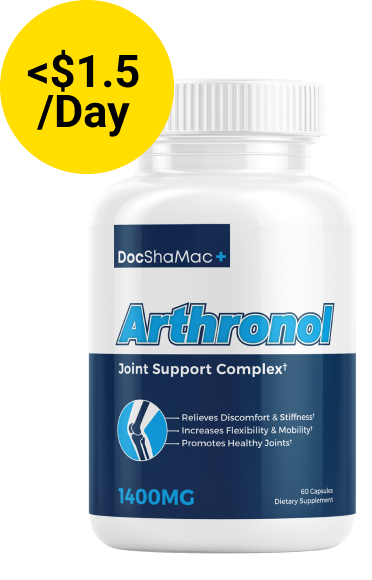 <$1.5
/Day
DocShaMac+
Arthronol
Joint Support Complex†
Relieves Discomfort & Stiffness†
Increases Flexibility & Mobility†
Promotes Healthy Joints†
1400MG
60 Capsules
Dietary Supplement